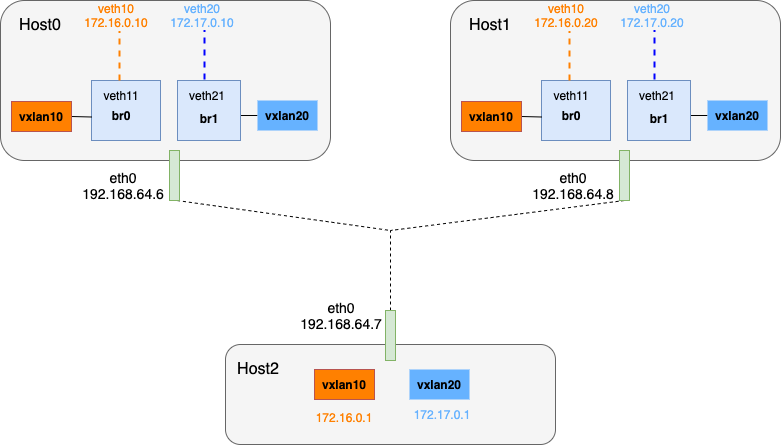 Host0
veth10
172.16.0.10
veth20
172.17.0.10
veth11
br0
veth21
br1
vxlan10
vxlan20
eth0
192.168.64.6
Host1
veth10
172.16.0.20
veth20
172.17.0.20
veth11
br0
veth21
br1
vxlan10
vxlan20
eth0
192.168.64.8
eth0
192.168.64.7
Host2
vxlan10
vxlan20
172.16.0.1
172.17.0.1